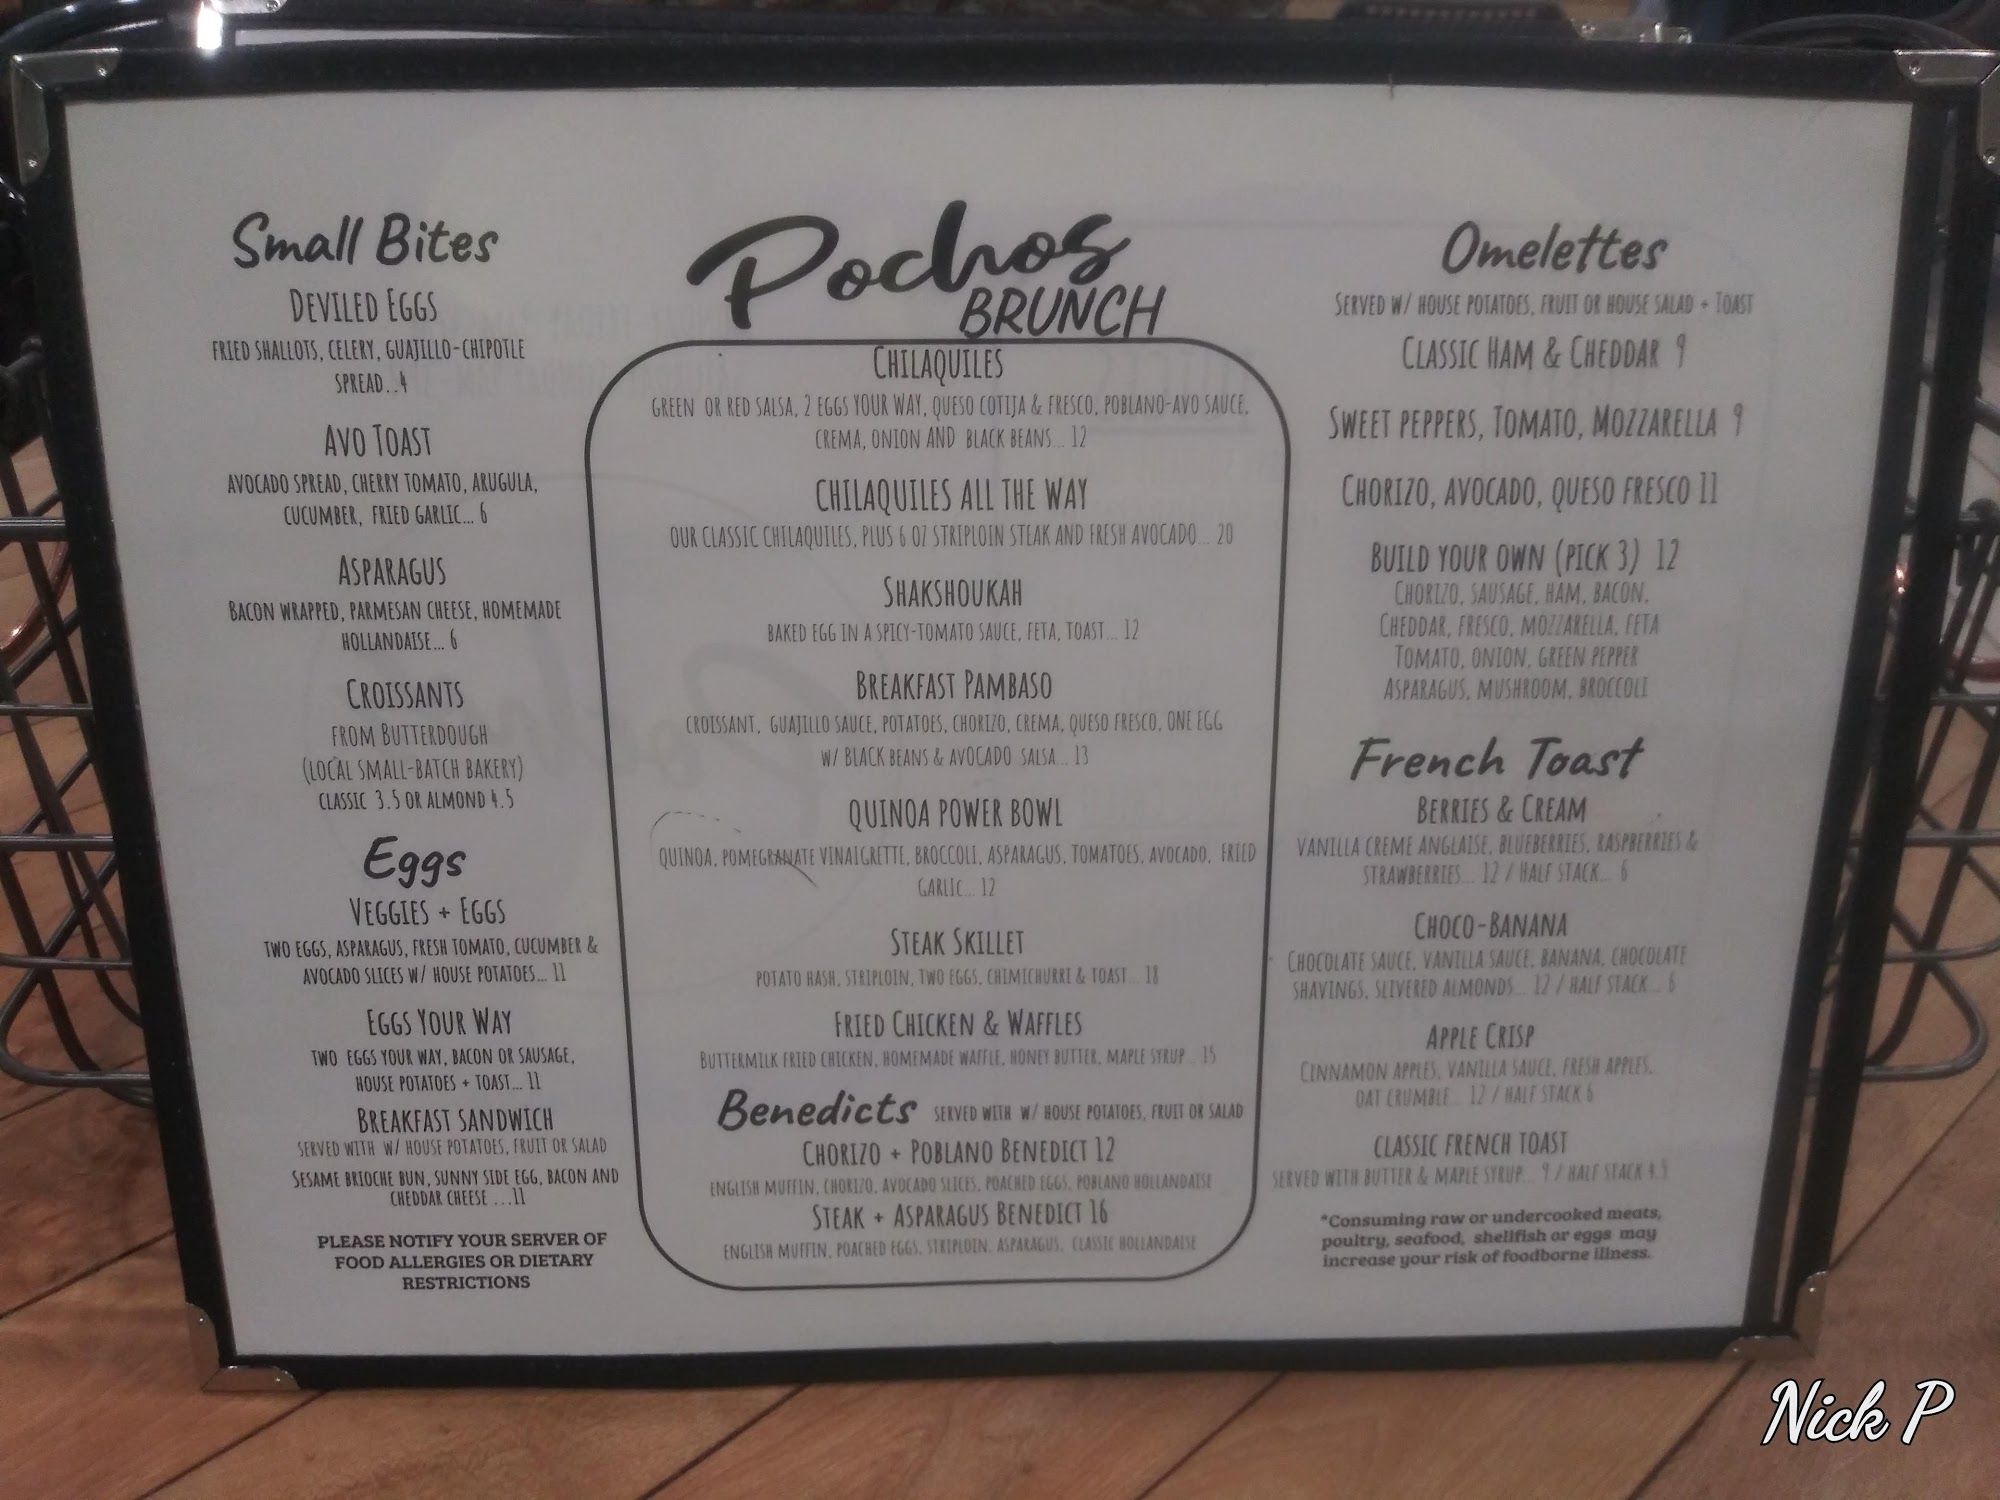 Small Bites
DEVILED EGGS
FRIED SHALLOTS, CELERY, GUAJILLO-CHIPOTLE
SPREAD..4
AVO TOAST
AVOCADO SPREAD, CHERRY TOMATO, ARUGULA,
CUCUMBER, FRIED GARLIC... 6
ASPARAGUS
BACON WRAPPED, PARMESAN CHEESE, HOMEMADE
HOLLANDAISE... 6
CROISSANTS
FROM BUTTERDOUGH
(LOCAL SMALL-BATCH BAKERY)
CLASSIC 3.5 OR ALMOND 4.5
Eggs
VEGGIES + EGGS
TWO EGGS, ASPARAGUS, FRESH TOMATO, CUCUMBER &
AVOCADO SLICES W/ HOUSE POTATOES... 11
EGGS YOUR WAY
TWO EGGS YOUR WAY, BACON OR SAUSAGE,
HOUSE POTATOES + TOAST... 11
BREAKFAST SANDWICH
SERVED WITH W/ HOUSE POTATOES, FRUIT OR SALAD
SESAME BRIOCHE BUN, SUNNY SIDE EGG, BACON AND
CHEDDAR CHEESE ...11
PLEASE NOTIFY YOUR SERVER OF
FOOD ALLERGIES OR DIETARY
RESTRICTIONS
Pochos
BRUNCH
CHILAQUILES
GREEN OR RED SALSA, 2 EGGS YOUR WAY, QUESO COTIJA & FRESCO, POBLANO-AVO SAUCE,
CREMA, ONION AND BLACK BEANS... 12
CHILAQUILES ALL THE WAY
OUR CLASSIC CHILAQUILES, PLUS 6 OZ STRIPLOIN STEAK AND FRESH AVOCADO... 20
SHAKSHOUKAH
BAKED EGG IN A SPICY-TOMATO SAUCE, FETA, TOAST... 12
BREAKFAST PAMBASO
CROISSANT, GUAJILLO SAUCE, POTATOES, CHORIZO, CREMA, QUESO FRESCO, ONE EGG
W/ BLACK BEANS & AVOCADO SALSA... 13
QUINOA POWER BOWL
QUINOA, POMEGRANATE VINAIGRETTE, BROCCOLI, ASPARAGUS, TOMATOES, AVOCADO, FRIED
GARLIC... 12
STEAK SKILLET
POTATO HASH, STRIPLOIN, TWO EGGS, CHIMICHURRI & TOAST... 18
FRIED CHICKEN & WAFFLES
BUTTERMILK FRIED CHICKEN, HOMEMADE WAFFLE, HONEY BUTTER, MAPLE SYRUP... 15
Benedicts SERVED WITH W/ HOUSE POTATOES, FRUIT OR SALAD
CHORIZO + POBLANO BENEDICT 12
ENGLISH MUFFIN, CHORIZO, AVOCADO SLICES, POACHED EGGS, POBLANO HOLLANDAISE
STEAK + ASPARAGUS BENEDICT 16
ENGLISH MUFFIN, POACHED EGGS, STRIPLOIN, ASPARAGUS, CLASSIC HOLLANDAISE
Omelettes
SERVED W/ HOUSE POTATOES, FRUIT OR HOUSE SALAD + TOAST
CLASSIC HAM & CHEDDAR 9
SWEET PEPPERS, TOMATO, MOZZARELLA 9
CHORIZO, AVOCADO, QUESO FRESCO 11
BUILD YOUR OWN (PICK 3) 12
CHORIZO, SAUSAGE, HAM, BACON,
CHEDDAR, FRESCO, MOZZARELLA, FETA
TOMATO, ONION, GREEN PEPPER
ASPARAGUS, MUSHROOM, BROCCOLI
French Toast
BERRIES & CREAM
VANILLA CREME ANGLAISE, BLUEBERRIES, RASPBERRIES &
STRAWBERRIES... 12 / HALF STACK... 6
CHOCO-BANANA
CHOCOLATE SAUCE, VANILLA SAUCE, BANANA, CHOCOLATE
SHAVINGS, SLIVERED ALMONDS... 12 / HALF STACK... 6
APPLE CRISP
CINNAMON APPLES, VANILLA SAUCE, FRESH APPLES,
OAT CRUMBLE... 12 / HALF STACK 6
CLASSIC FRENCH TOAST
SERVED WITH BUTTER & MAPLE SYRUP... 9 / HALF STACK 4.5
*Consuming raw or undercooked meats,
poultry, seafood, shellfish or eggs may
increase your risk of foodborne illness.
Nick P